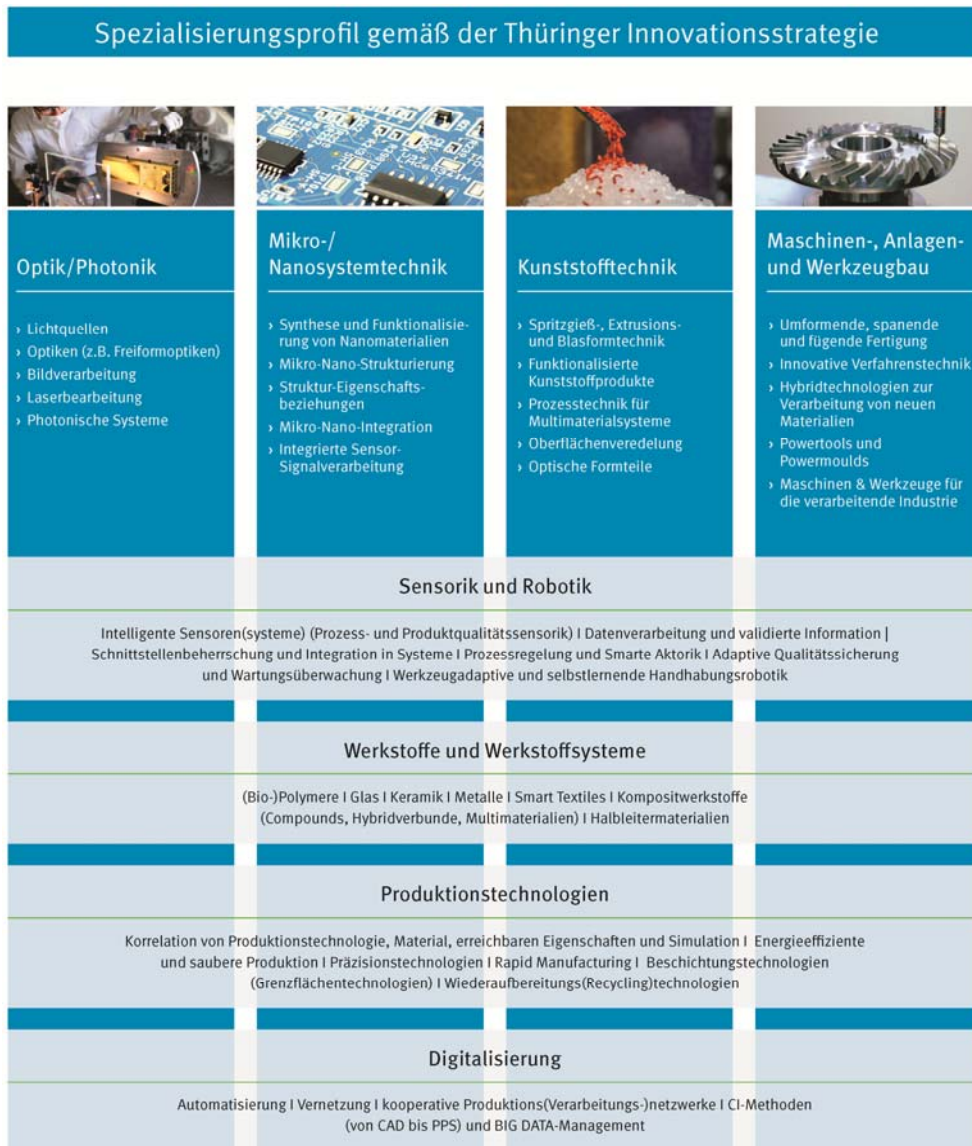 Spezialisierungsprofil gemäß der Thüringer Innovationsstrategie
Optik/Photonik
› Lichtquellen
› Optiken (z.B. Freiformoptiken)
› Bildverarbeitung
› Laserbearbeitung
› Photonische Systeme
Mikro-/
Nanosystemtechnik
› Synthese und Funktionalisie-
rung von Nanomaterialien
› Mikro-Nano-Strukturierung
› Struktur-Eigenschafts-
beziehungen
› Mikro-Nano-Integration
› Integrierte Sensor-
Signalverarbeitung
Kunststofftechnik
› Spritzgieß-, Extrusions-
und Blasformtechnik
› Funktionalisierte
Kunststoffprodukte
› Prozesstechnik für
Multimaterialsysteme
› Oberflächenveredelung
› Optische Formteile
Maschinen-, Anlagen-
und Werkzeugbau
› Umformende, spanende
und fügende Fertigung
› Innovative Verfahrenstechnik
› Hybridtechnologien zur
Verarbeitung von neuen
Materialien
› Powertools und
Powermoulds
› Maschinen & Werkzeuge für
die verarbeitende Industrie
Sensorik und Robotik
Intelligente Sensoren(systeme) (Prozess- und Produktqualitätssensorik) I Datenverarbeitung und validierte Information |
Schnittstellenbeherrschung und Integration in Systeme I Prozessregelung und Smarte Aktorik I Adaptive Qualitätssicherung
und Wartungsüberwachung I Werkzeugadaptive und selbstlernende Handhabungsrobotik
Werkstoffe und Werkstoffsysteme
(Bio-)Polymere I Glas I Keramik I Metalle I Smart Textiles I Kompositwerkstoffe
(Compounds, Hybridverbunde, Multimaterialien) I Halbleitermaterialien
Produktionstechnologien
Korrelation von Produktionstechnologie, Material, erreichbaren Eigenschaften und Simulation I Energieeffiziente
und saubere Produktion I Präzisionstechnologien I Rapid Manufacturing I Beschichtungstechnologien
(Grenzflächentechnologien) I Wiederaufbereitungs(Recycling)technologien
Digitalisierung
Automatisierung I Vernetzung I kooperative Produktions(Verarbeitungs-)netzwerke I CI-Methoden
(von CAD bis PPS) und BIG DATA-Management